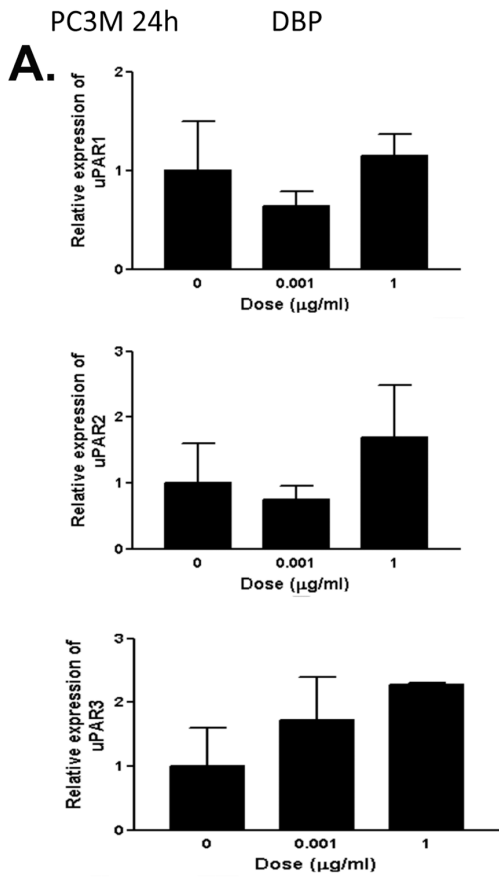 PC3M 24h DBP
A.
Relative expression of
uPAR1
2
1
0
0 0.001 1
Dose (μg/ml)
Relative expression of
uPAR2
3
2
1
0
0 0.001 1
Dose (μg/ml)
Relative expression of
uPAR3
3
2
1
0
0 0.001 1
Dose (μg/ml)